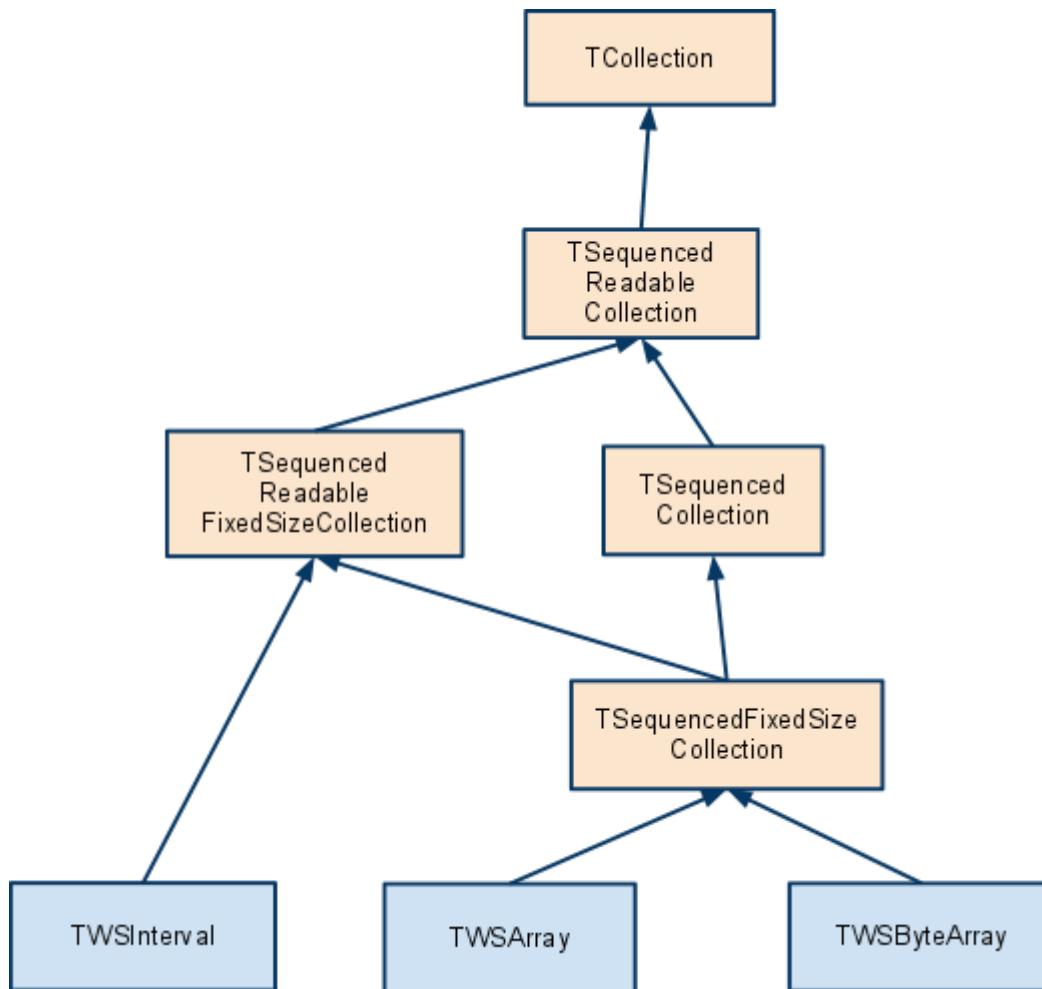 TCollection
TSequenced
Readable
Collection
TSequenced
Readable
FixedSizeCollection
TSequenced
Collection
TSequencedFixedSize
Collection
TWSInterval
TWSArray
TWSByteArray